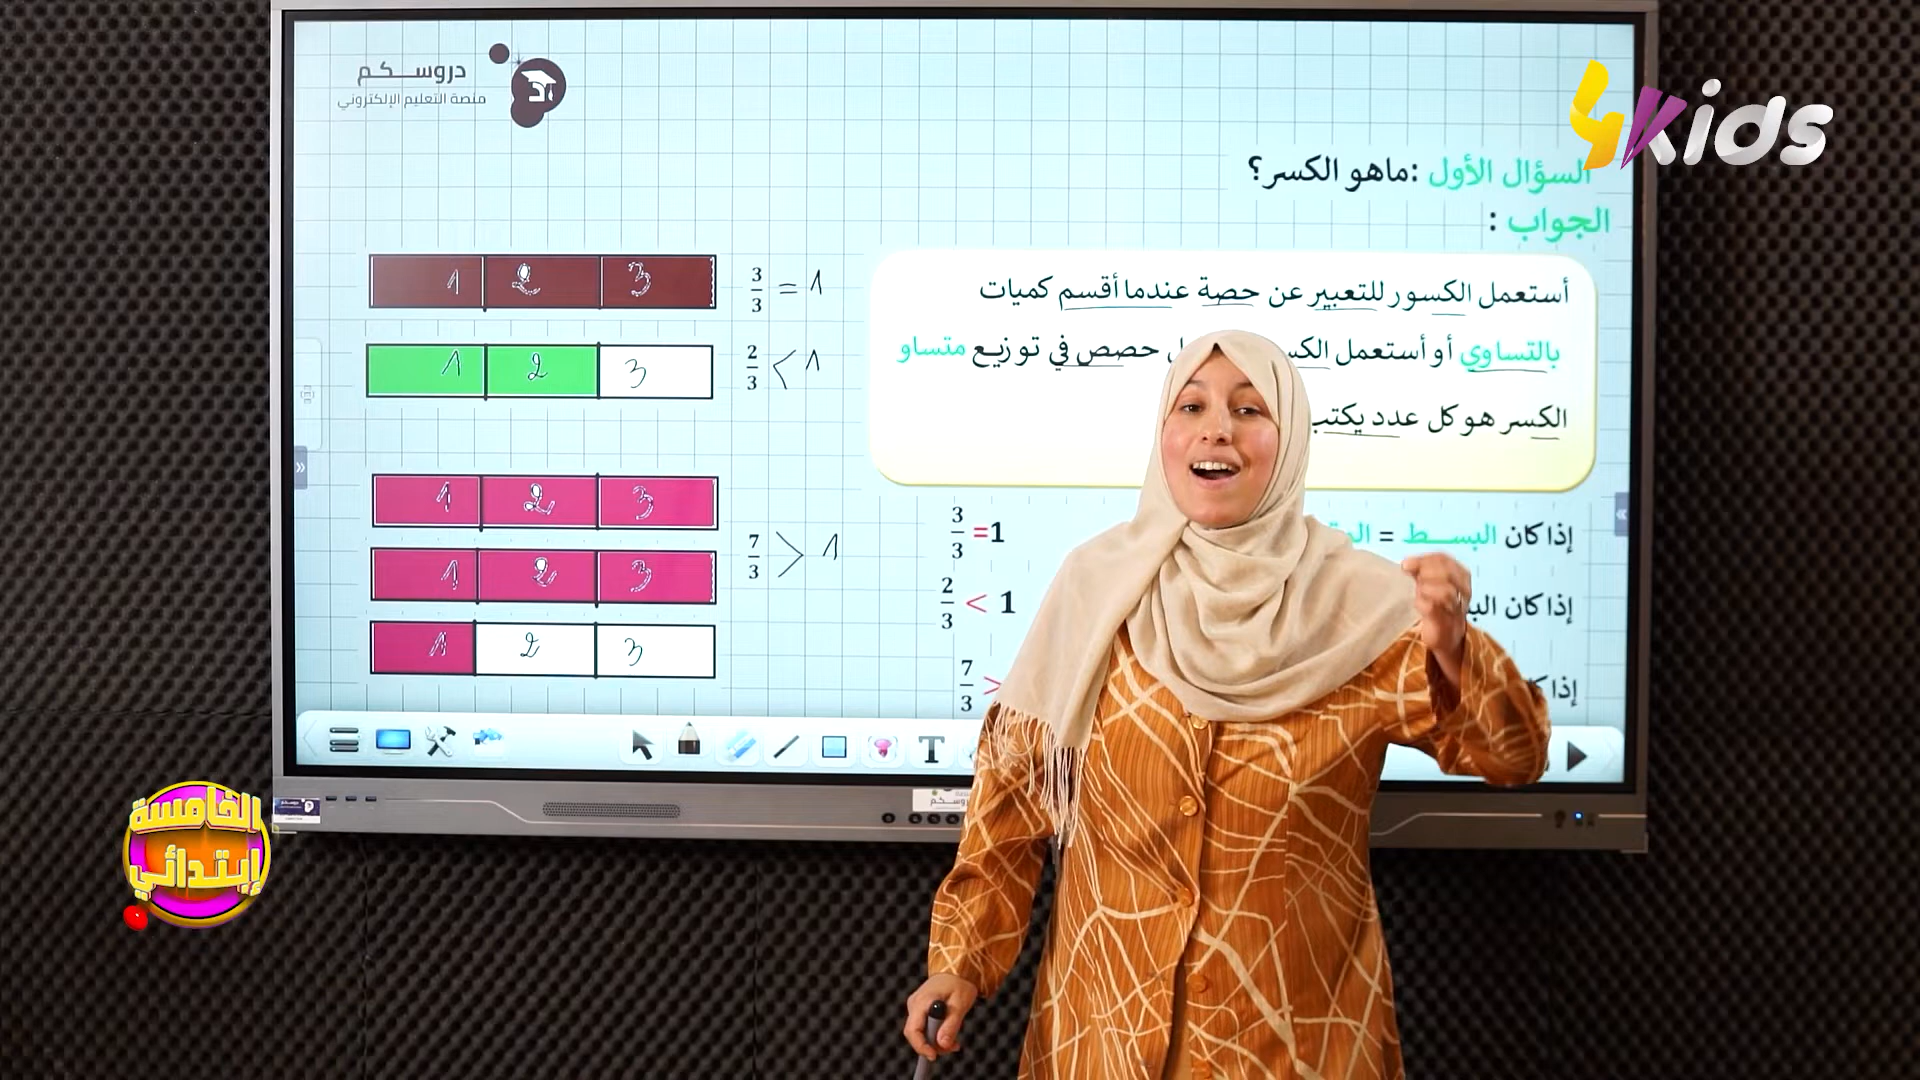 دروسكم
منصة التعليم الإلكتروني
4Kids
السؤال الأول :ماهو الكسر؟
الجواب :
أستعمل الكسور للتعبير عن حصة عندما أقسم كميات
بالتساوي أو أستعمل حصص في توزيع متساو
الكسر هو كل عدد يكتب
إذا كان البسط =
3/3 =1
إذا كان
2/3 < 1
7/3 >
1 2 3
3/3 = 1
1 2 3
2/3 < 1
1 2 3
1 2 3
7/3 > 1
1 2 3
T
دروسكم
الخامسة
إبتدائي